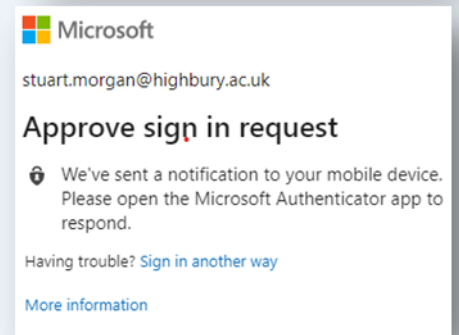 Microsoft
stuart.morgan@highbury.ac.uk
Approve sign in request
We've sent a notification to your mobile device.
Please open the Microsoft Authenticator app to
respond.
Having trouble? Sign in another way
More information